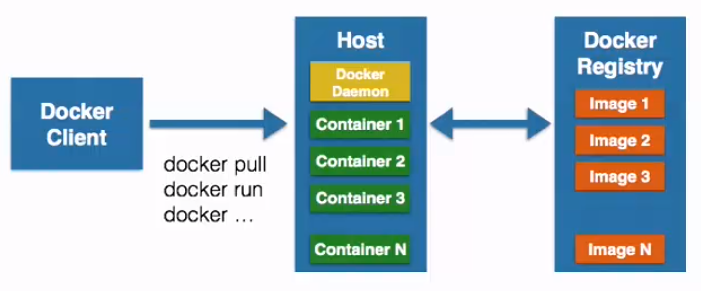 Docker
Client
docker pull
docker run
docker ...
Host
Docker
Daemon
Container 1
Container 2
Container 3
Container N
Docker
Registry
Image 1
Image 2
Image 3
Image N